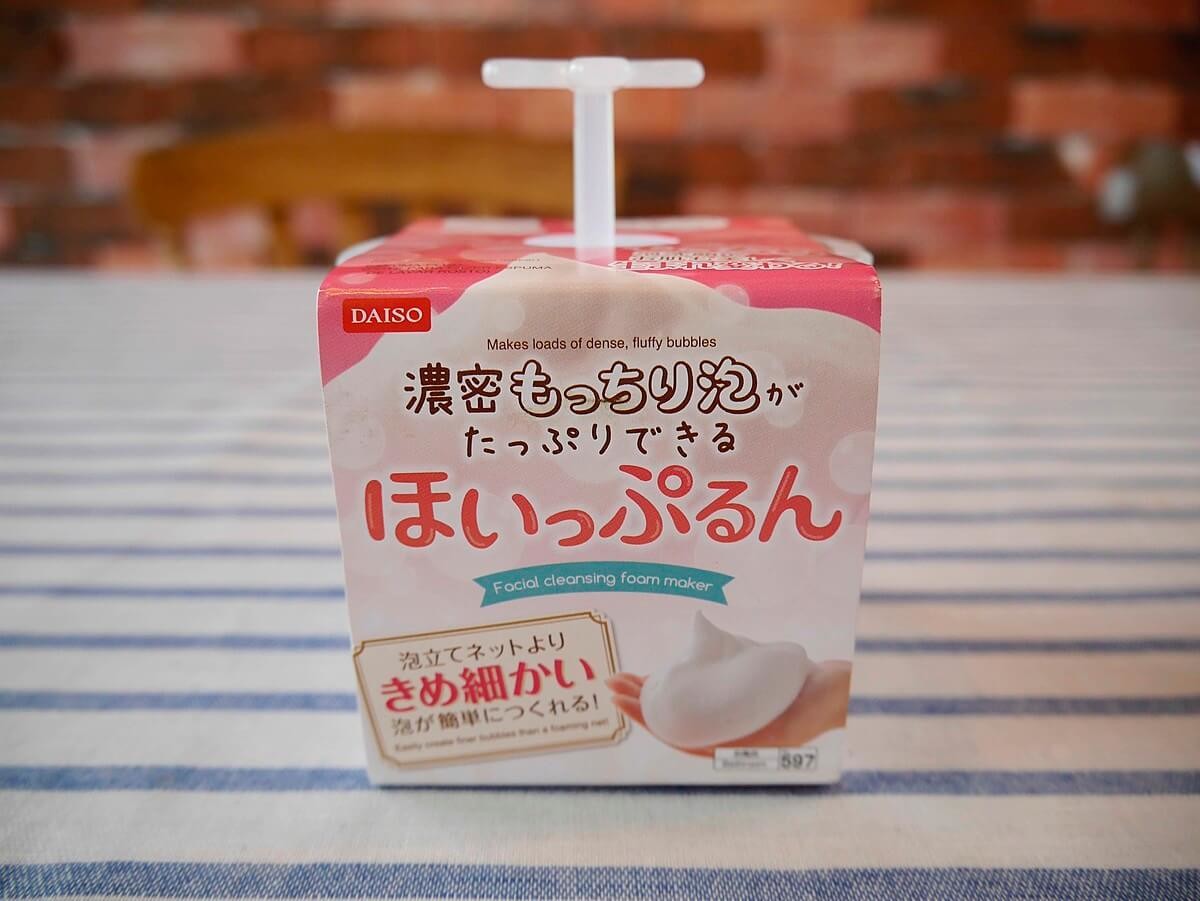 DAISO
Makes loads of dense, fluffy bubbles
濃密もっちり泡が
たっぷりできる
ほいっぷるん
Facial cleansing foam maker
泡立てネットより
きめ細かい
泡が簡単につくれる!
Easily create finer bubbles than a foaming net!
Bathroom 597